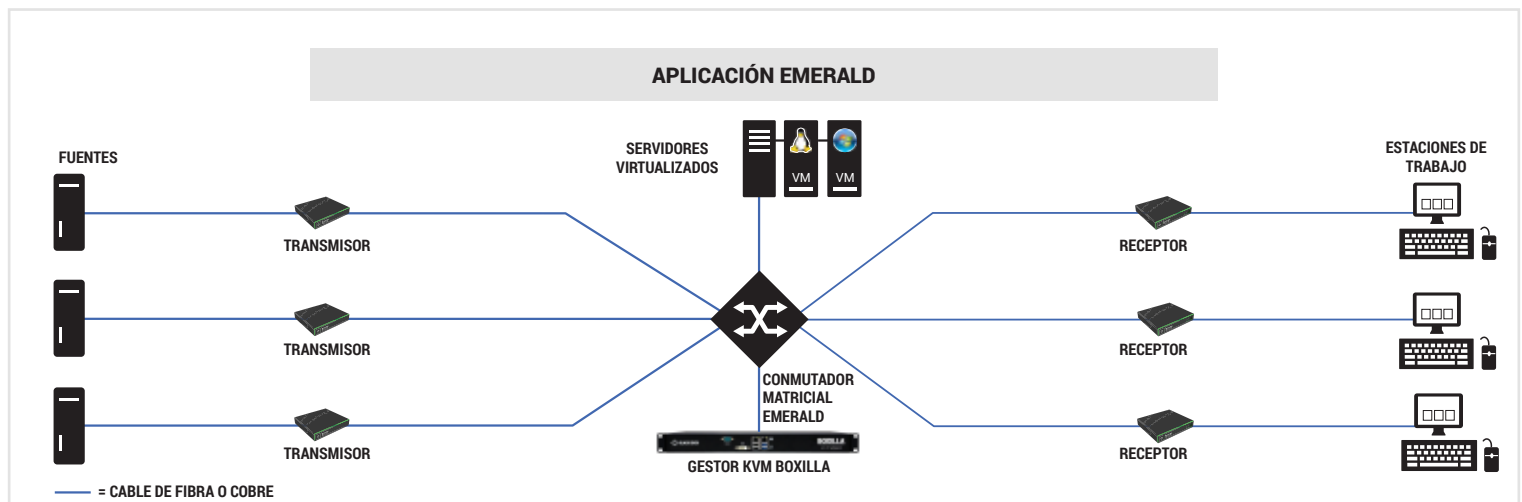 APLICACIÓN EMERALD
FUENTES
SERVIDORES
VIRTUALIZADOS
VM
VM
ESTACIONES DE
TRABAJO
TRANSMISOR
RECEPTOR
TRANSMISOR
RECEPTOR
CONMUTADOR
MATRICIAL
EMERALD
TRANSMISOR
BOXILLA
RECEPTOR
GESTOR KVM BOXILLA
= CABLE DE FIBRA O COBRE